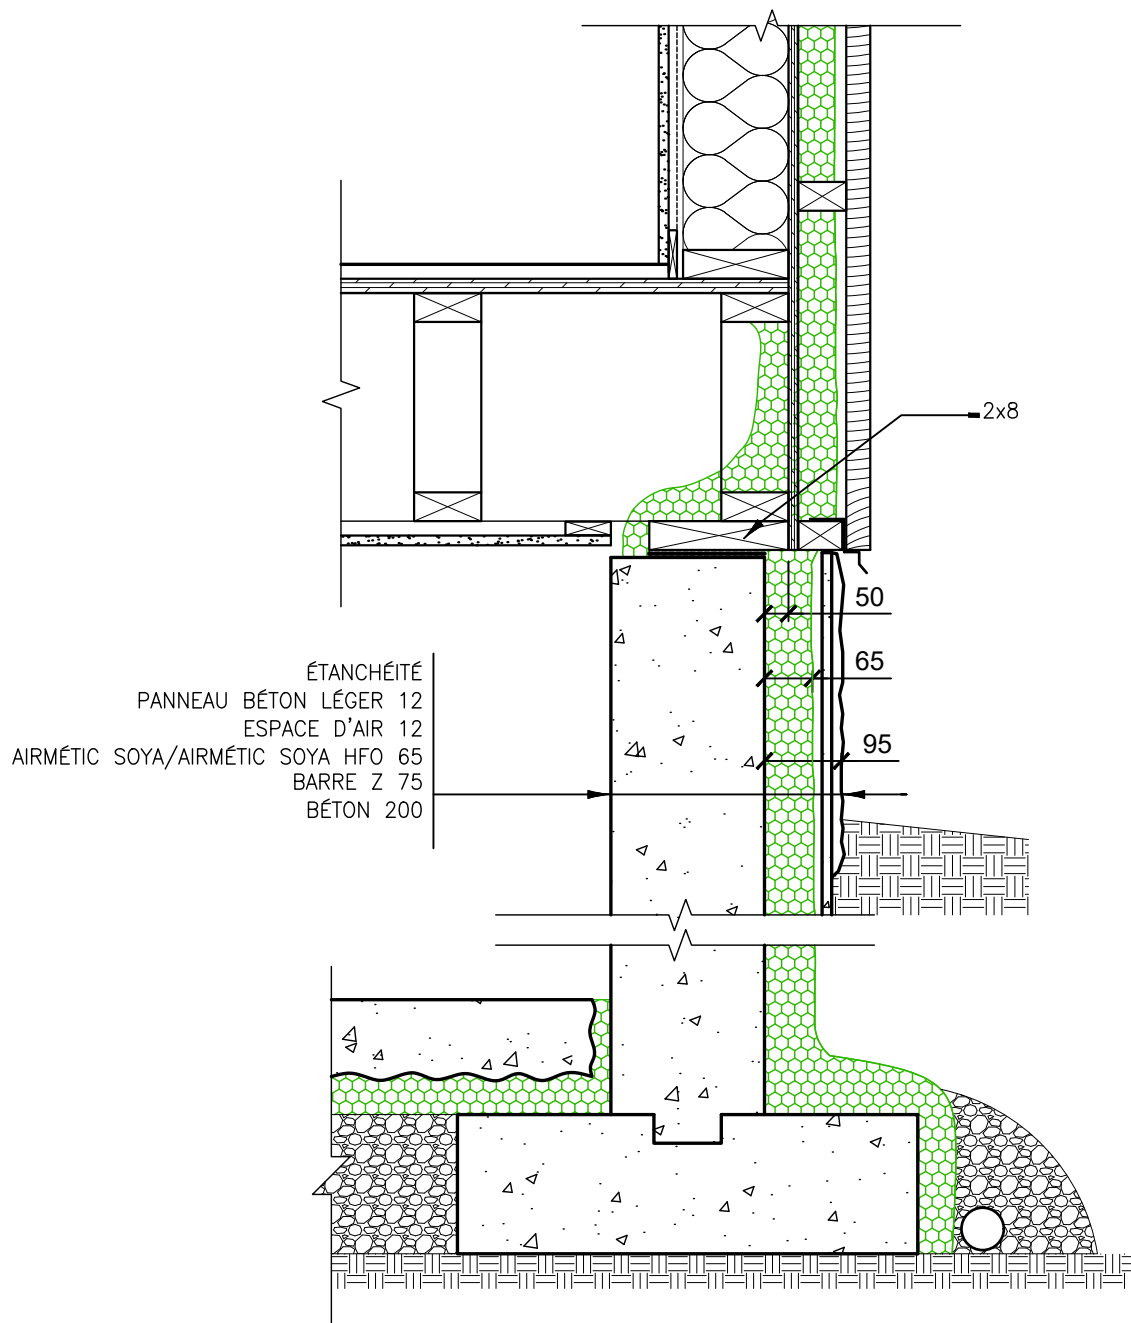 2x8
50
65
95
ÉTANCHÉITÉ
PANNEAU BÉTON LÉGER 12
ESPACE D'AIR 12
AIRMÉTIC SOYA/AIRMÉTIC SOYA HFO 65
BARRE Z 75
BÉTON 200